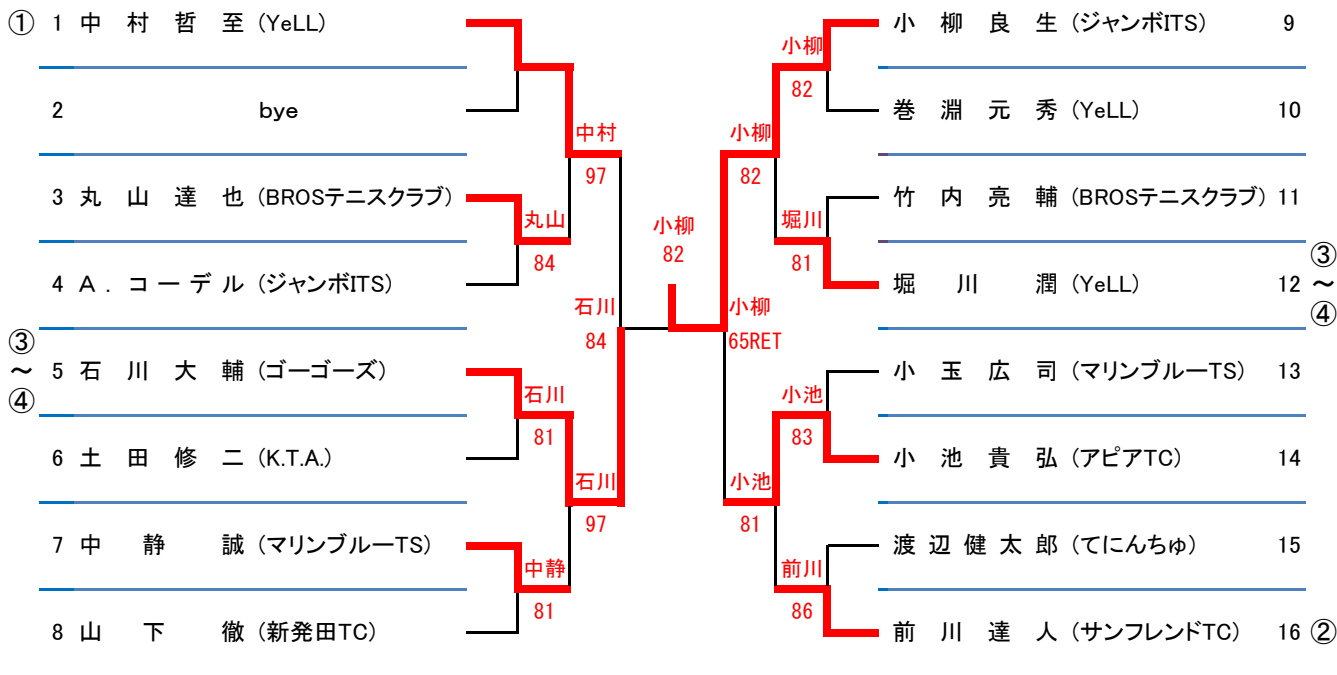 ① 1 中 村 哲 至 (YeLL)
2 bye
中村
97
3 丸 山 達 也 (BROSテニスクラブ)
丸山
84
4 A . コ ー デ ル (ジャンボITS)
石川
84
③
～
④
5 石 川 大 輔 (ゴーゴーズ)
石川
81
6 土 田 修 二 (K.T.A.)
石川
97
7 中 静 誠 (マリンブルーTS)
中静
81
8 山 下 徹 (新発田TC)
小柳
82
小 柳 良 生 (ジャンボITS) 9
小柳
82
巻 淵 元 秀 (YeLL) 10
小柳
82
竹 内 亮 輔 (BROSテニスクラブ) 11
堀川
81
堀 川 潤 (YeLL) 12
③
～
④
小柳
65RET
小 玉 広 司 (マリンブルーTS) 13
小池
83
小 池 貴 弘 (アピアTC) 14
小池
81
渡 辺 健 太 郎 (てにんちゅ) 15
前川
86
前 川 達 人 (サンフレンドTC) 16 ②